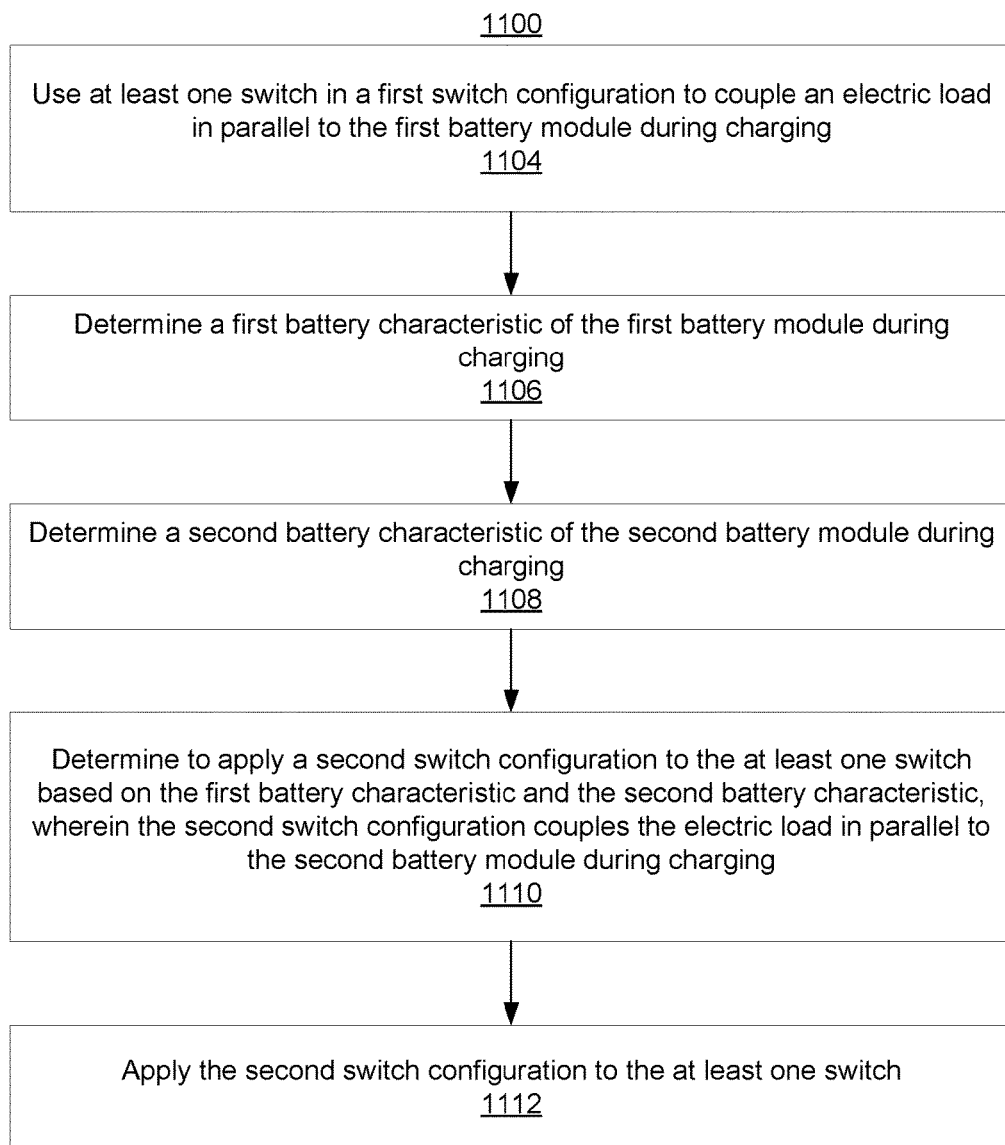 1100
Use at least one switch in a first switch configuration to couple an electric load
in parallel to the first battery module during charging
1104
Determine a first battery characteristic of the first battery module during
charging
1106
Determine a second battery characteristic of the second battery module during
charging
1108
Determine to apply a second switch configuration to the at least one switch
based on the first battery characteristic and the second battery characteristic,
wherein the second switch configuration couples the electric load in parallel to
the second battery module during charging
1110
Apply the second switch configuration to the at least one switch
1112